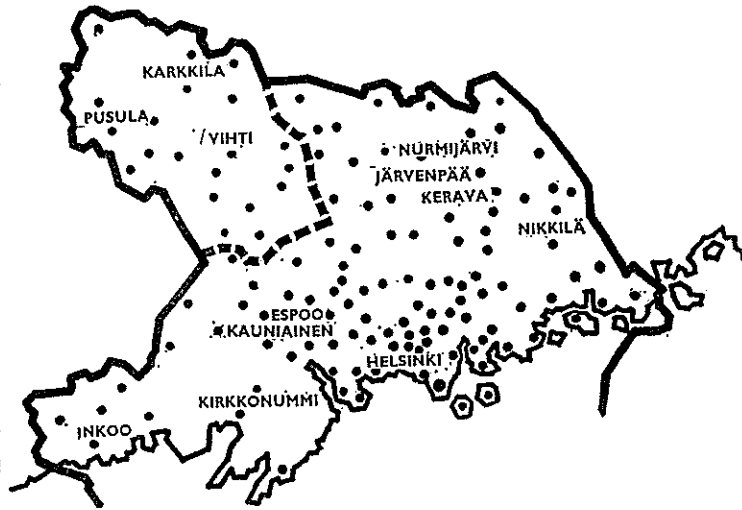 KARKKILA
PUSULA
VIHTI
NURMIJÄRVI
JÄRVENPÄÄ
KERAVA
NIKKILÄ
ESPOO
KAUNIAINEN
HELSINKI
KIRKKONUMMI
INKOO